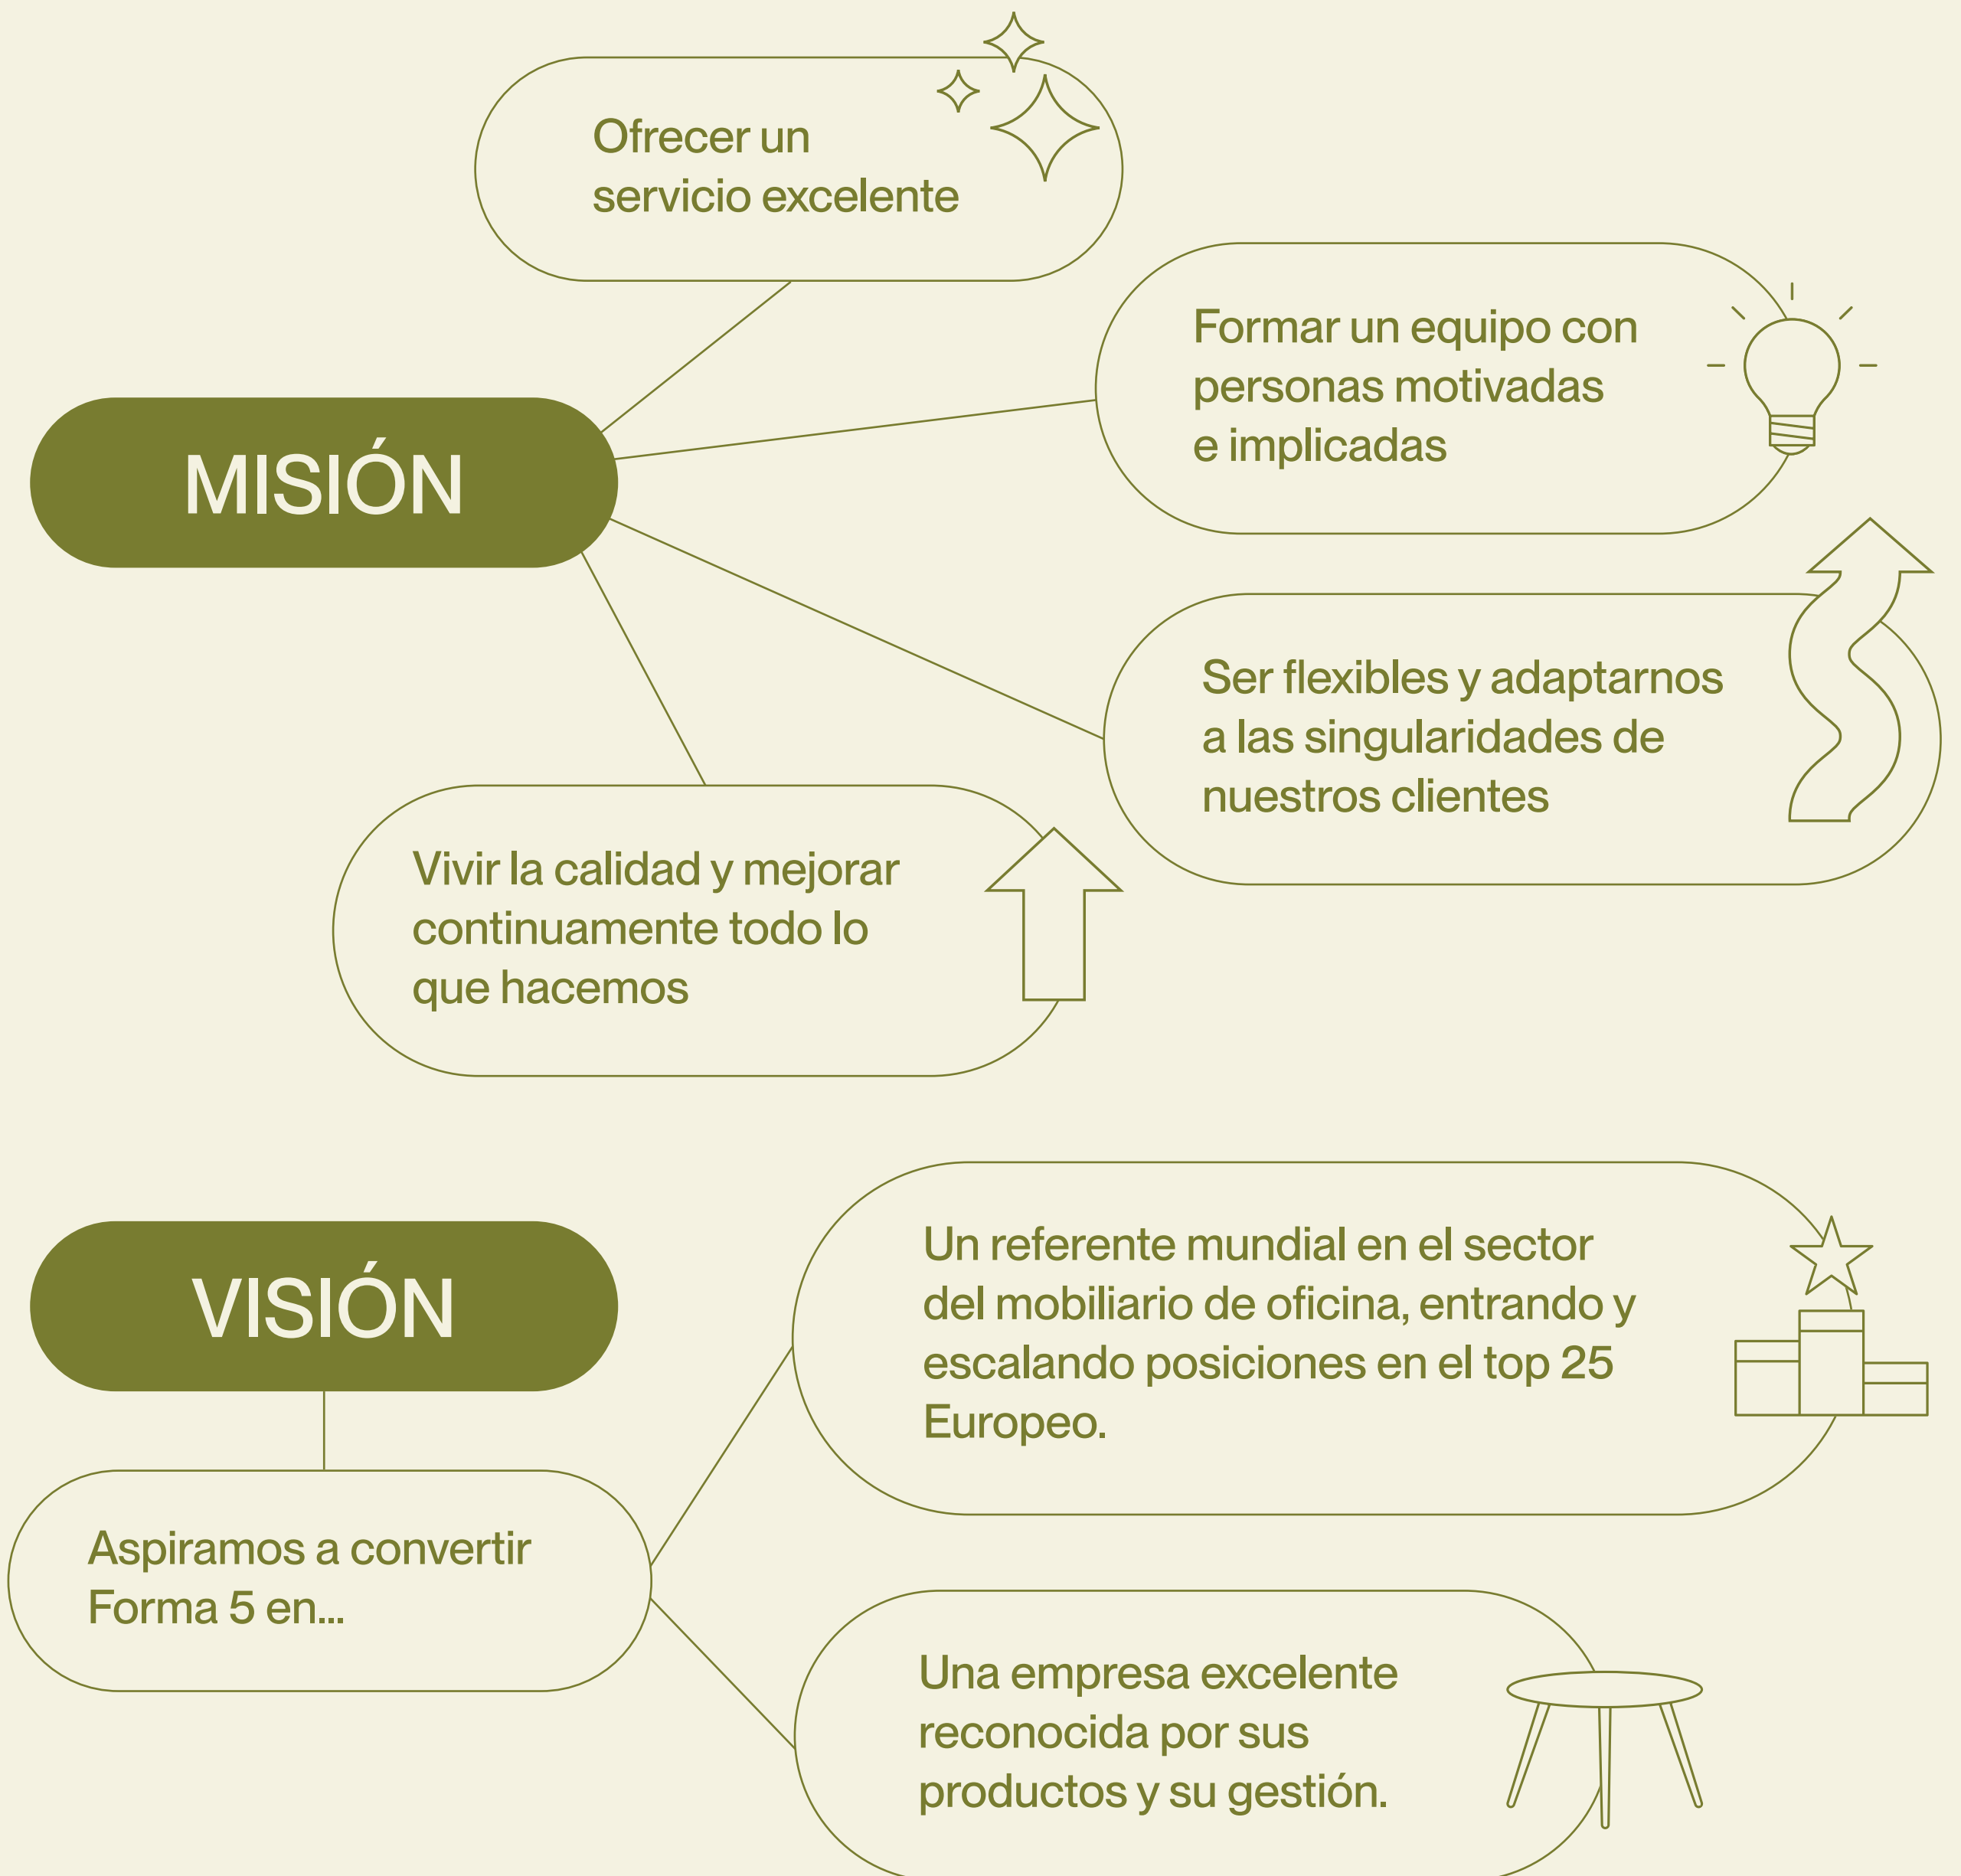 Ofrecer un
servicio excelente
Formar un equipo con
personas motivadas
e implicadas
MISIÓN
Ser flexibles y adaptarnos
a las singularidades de
nuestros clientes
Vivir la calidad y mejorar
continuamente todo lo
que hacemos
VISIÓN
Un referente mundial en el sector
del mobiliario de oficina, entrando y
escalando posiciones en el top 25
Europeo.
Aspiramos a convertir
Forma 5 en...
Una empresa excelente
reconocida por sus
productos y su gestión.